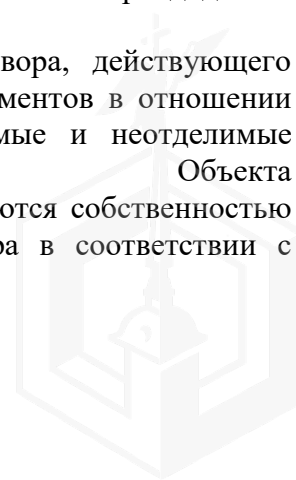 вора, действующего
ментов в отношении
мые и неотделимые
Объекта
ются собственностью
ра в соответствии с